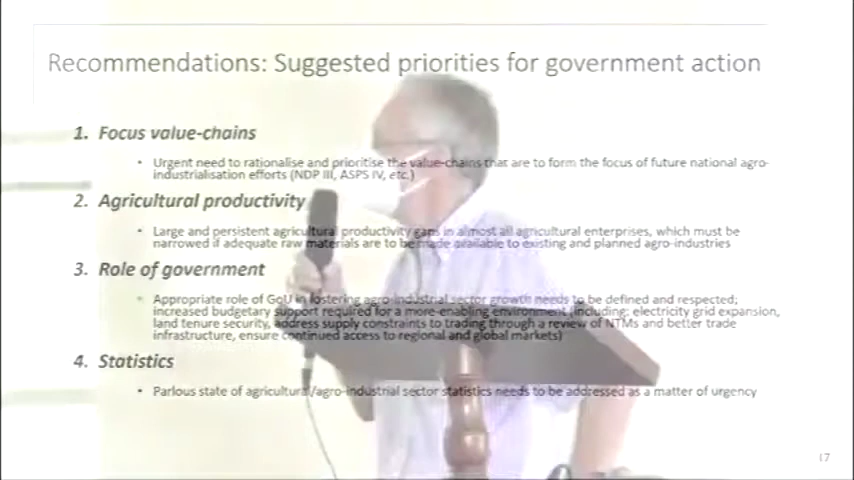 Recommendations: Suggested priorities for government action
1. Focus value-chains
• Urgent need to rationalise and prioritise the value-chains that are to form the focus of future national agro-
industrialisation efforts (NDP III, ASPS IV, etc.)
2. Agricultural productivity
• Large and persistent agricultural productivity gaps in almost all agricultural enterprises, which must be
narrowed if adequate raw materials are to be made available to existing and planned agro-industries
3. Role of government
• Appropriate role of GoU in fostering agro-industrial sector growth needs to be defined and respected;
increased budgetary support required for a more-enabling environment (including: electricity grid expansion,
land tenure security, address supply constraints to trading through a review of NTMs and better trade
infrastructure, ensure continued access to regional and global markets)
4. Statistics
• Parlous state of agricultural/agro-industrial sector statistics needs to be addressed as a matter of urgency
17